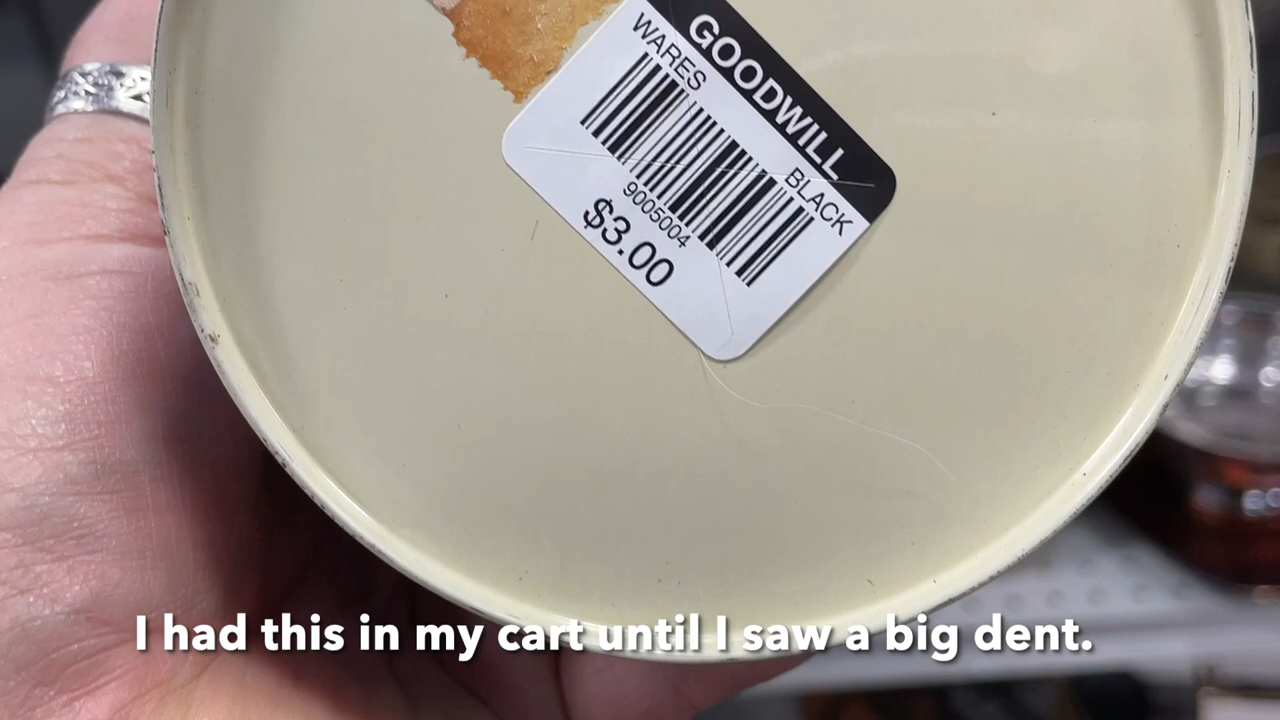 GOODWILL
WARES
BLACK
9005004
$3.00
I had this in my cart until I saw a big dent.